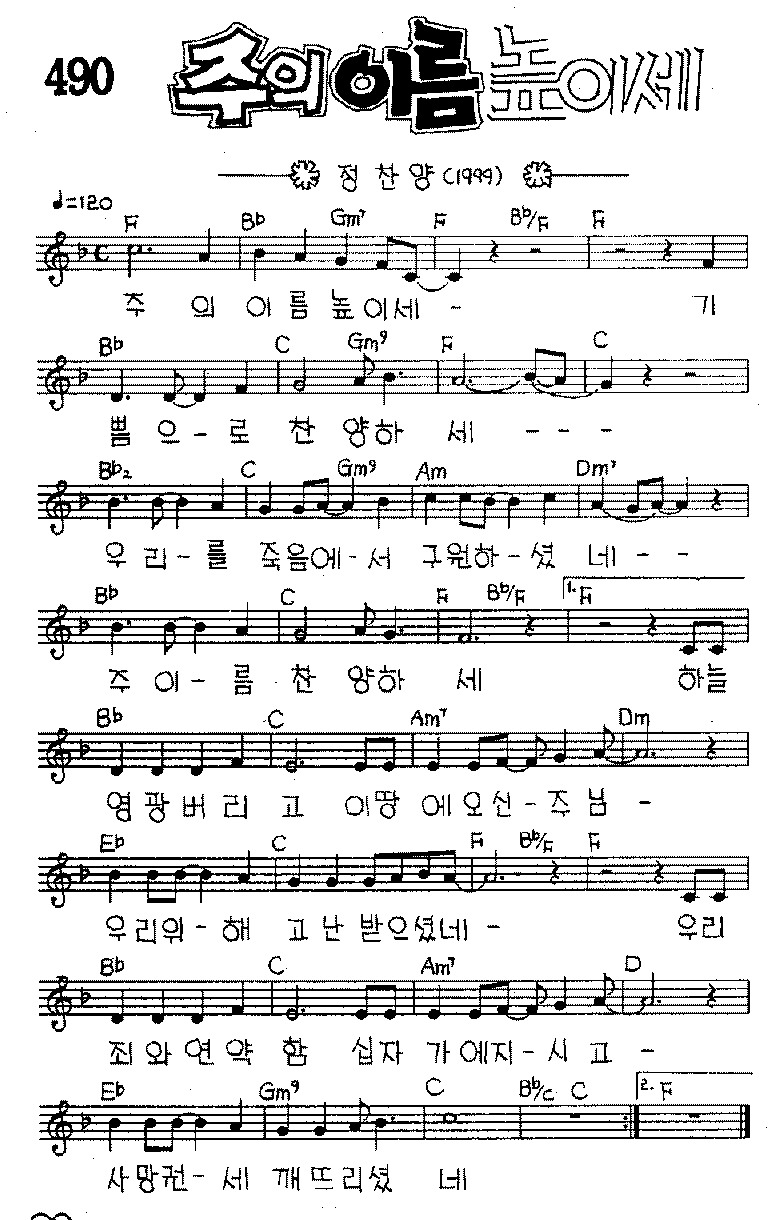 490 주의이름높이세
정찬양(1999)
♩=120
F Bb Gm7 F Bb/F F
주 의 이 름 높 이세 - 기
Bb C Gm9 F C
쁨 으 - 로 찬 양하 세 - - -
Bb2 C Gm9 Am Dm7
우 리 - 를 죽음에 - 서 구원하 - 셨 네 - -
Bb C F Bb/F 1. F
주 이 - 름 찬 양하 세 하늘
Bb C Am7 Dm
영 광 버 리 고 이땅 에오신 - 주 님 -
Eb C F Bb/F F
우리위 - 해 고 난 받으셨네 - 우리
Bb C Am7 D
죄 와 연 약 함 십자 가 에지 - 시 고 -
Eb Gm9 C Bb/C C 2. F
사망권 - 세 깨뜨리셨 네